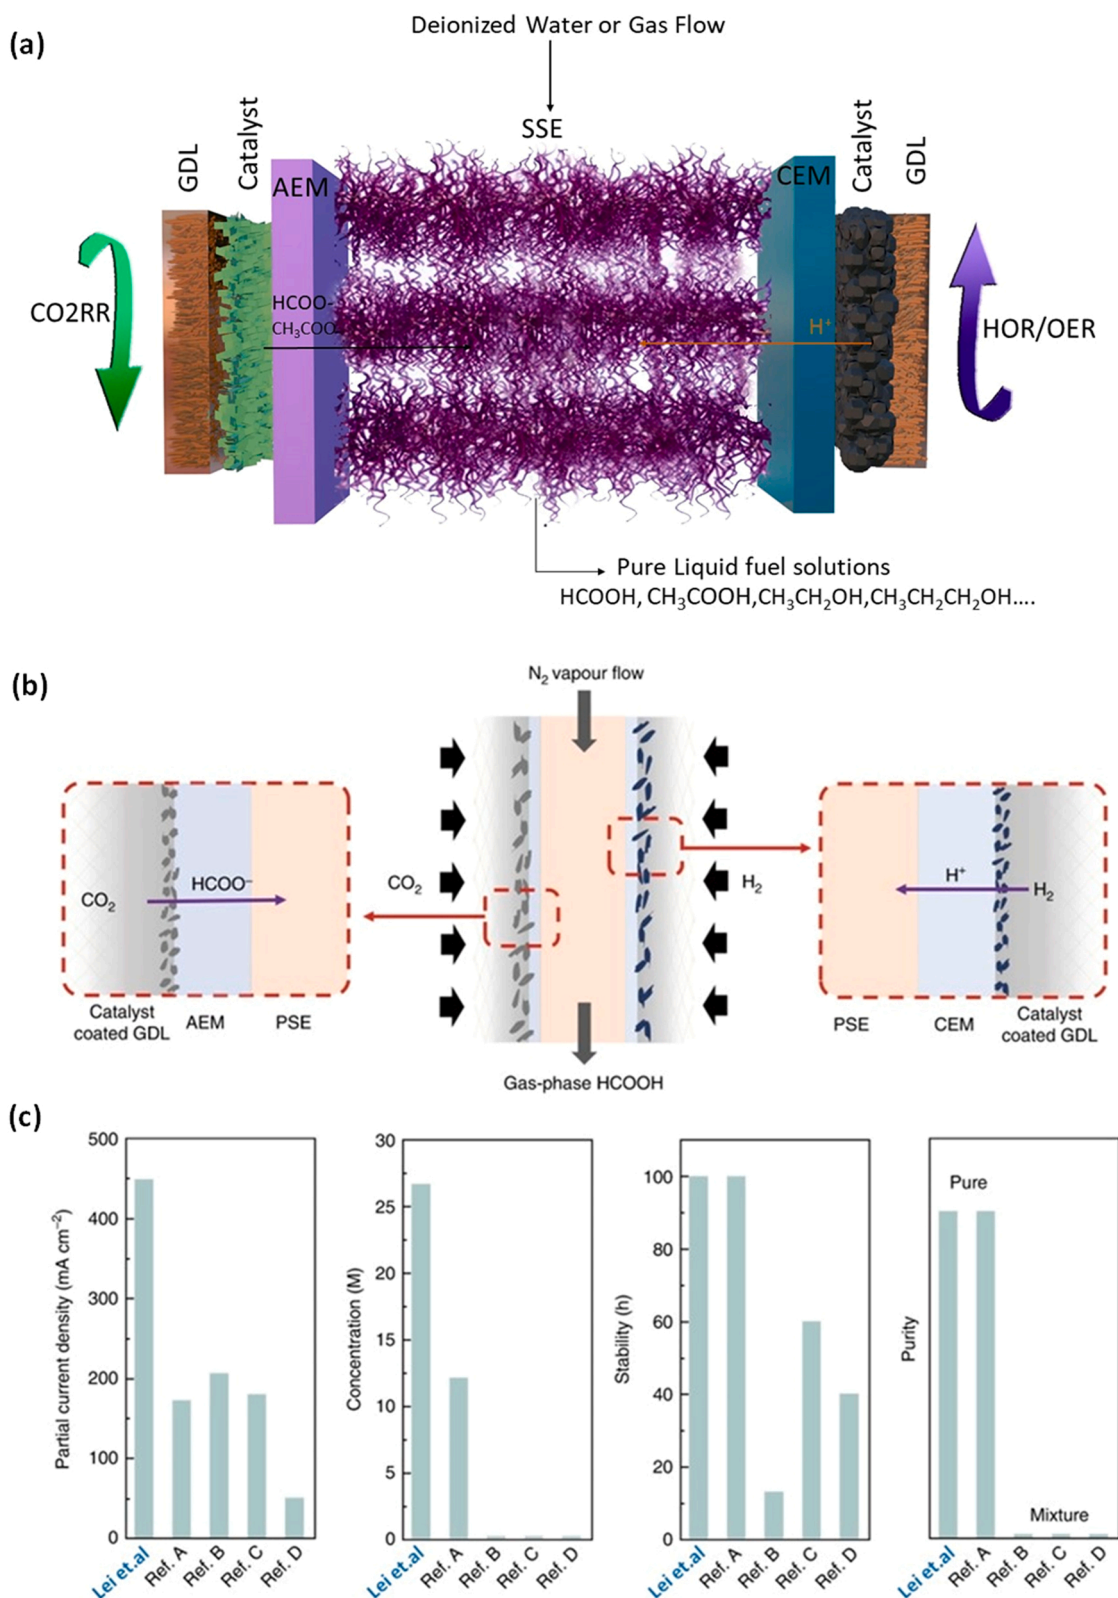 (a)
Deionized Water or Gas Flow
SSE
GDL
Catalyst
AEM
CEM
Catalyst
GDL
CO2RR
HCOO-
CH₃COO
H⁺
HOR/OER
Pure Liquid fuel solutions
HCOOH, CH₃COOH,CH₃CH₂OH,CH₃CH₂CH₂OH....
(b)
N₂ vapour flow
CO₂
HCOO⁻
CO₂
H₂
H⁺
H₂
Catalyst
coated GDL
AEM
PSE
PSE
CEM
Catalyst
coated GDL
Gas-phase HCOOH
(c)
Partial current density (mA cm⁻²)
500
400
300
200
100
0
Lei et.al
Ref. A
Ref. B
Ref. C
Ref. D
Concentration (M)
30
25
20
15
10
5
0
Lei et.al
Ref. A
Ref. B
Ref. C
Ref. D
Stability (h)
100
80
60
40
20
0
Lei et.al
Ref. A
Ref. B
Ref. C
Ref. D
Purity
Pure
Mixture
Lei et.al
Ref. A
Ref. B
Ref. C
Ref. D